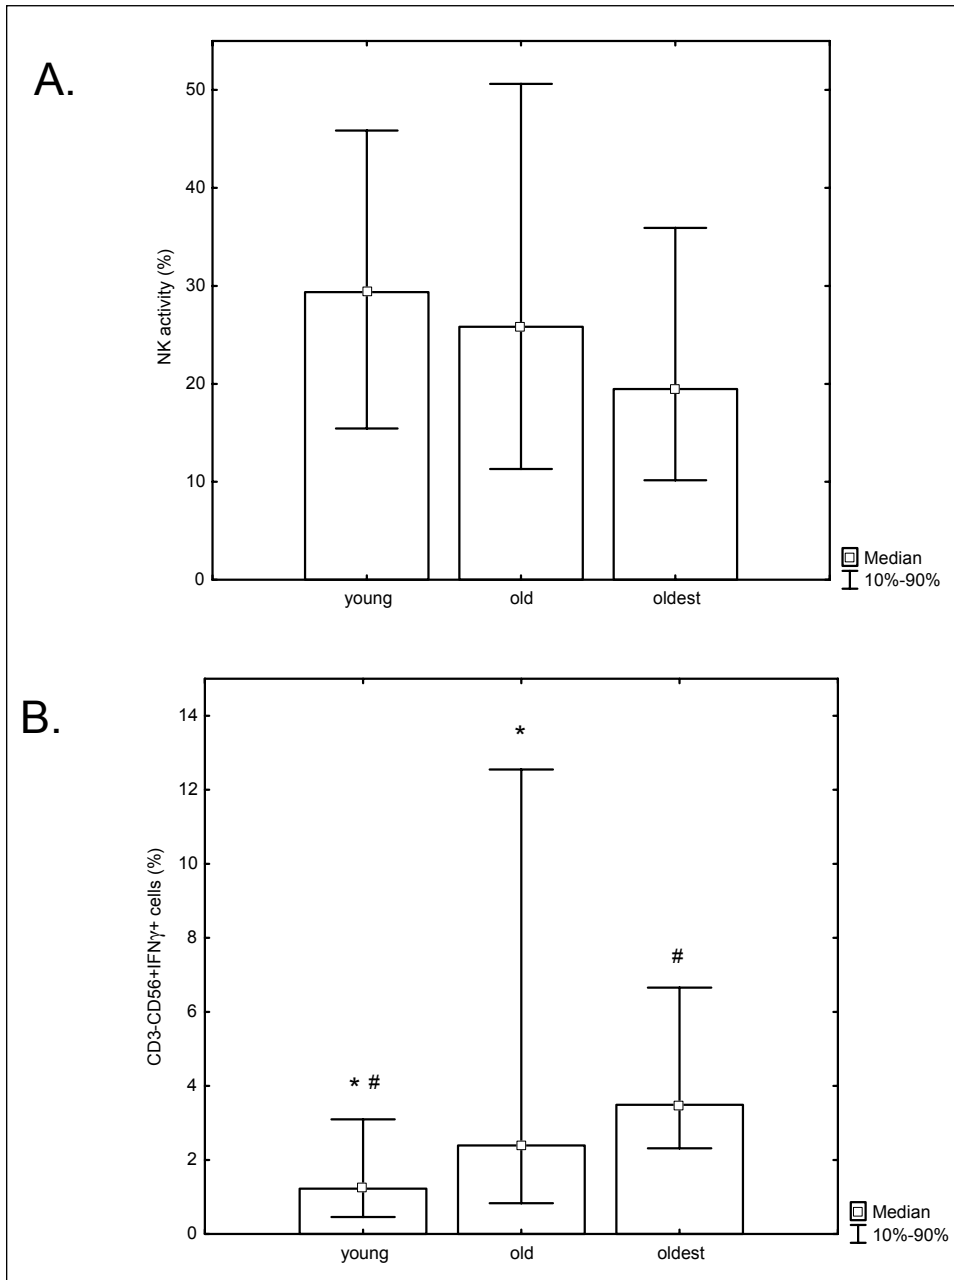 A.
50
40
30
20
10
0
NK activity (%)
young old oldest
Median
10%-90%
B.
14
12
10
8
6
4
2
0
CD3-CD56+IFNγ+ cells (%)
*
#
* #
young old oldest
Median
10%-90%